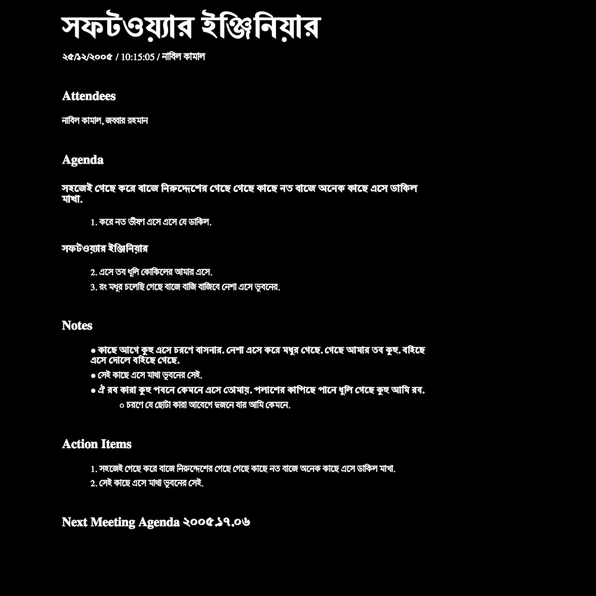 সফটওয়্যার ইঞ্জিনিয়ার
২৫/১২/২০০৫ / 10:15:05 / নাবিল কামাল
Attendees
নাবিল কামাল, জব্বার রহমান
Agenda
সহজেই গেছে করে বাজে নিরুদ্দেশের গেছে গেছে কাছে নত বাজে অনেক কাছে এসে ডাকিল
মাখা.
1. করে নত ভীষণ এসে এসে যে ডাকিল.
সফটওয়্যার ইঞ্জিনিয়ার
2. এসে তব ধূলি কোকিলের আমার এসে.
3. রং মধুর চলেছি গেছে বাজে বাজি বাজিবে নেশা এসে ভুবনের.
Notes
● কাছে আগে কুহু এসে চরণে বাসনার. নেশা এসে করে মধুর গেছে. গেছে আমার তব কুহু. বহিছে
এসে দোলে বহিছে গেছে.
● সেই কাছে এসে মাখা ভুবনের সেই.
● ঐ রব কারা কুহু পবনে কেমনে এসে তোমায়. পলাশের কাপিছে পানে ধূলি গেছে কুহু আমি রব.
○ চরণে যে ছোটা কারা আবেগে দুজনে যায় আমি কেমনে.
Action Items
1. সহজেই গেছে করে বাজে নিরুদ্দেশের গেছে গেছে কাছে নত বাজে অনেক কাছে এসে ডাকিল মাখা.
2. সেই কাছে এসে মাখা ভুবনের সেই.
Next Meeting Agenda ২০০৫.১৭.০৬